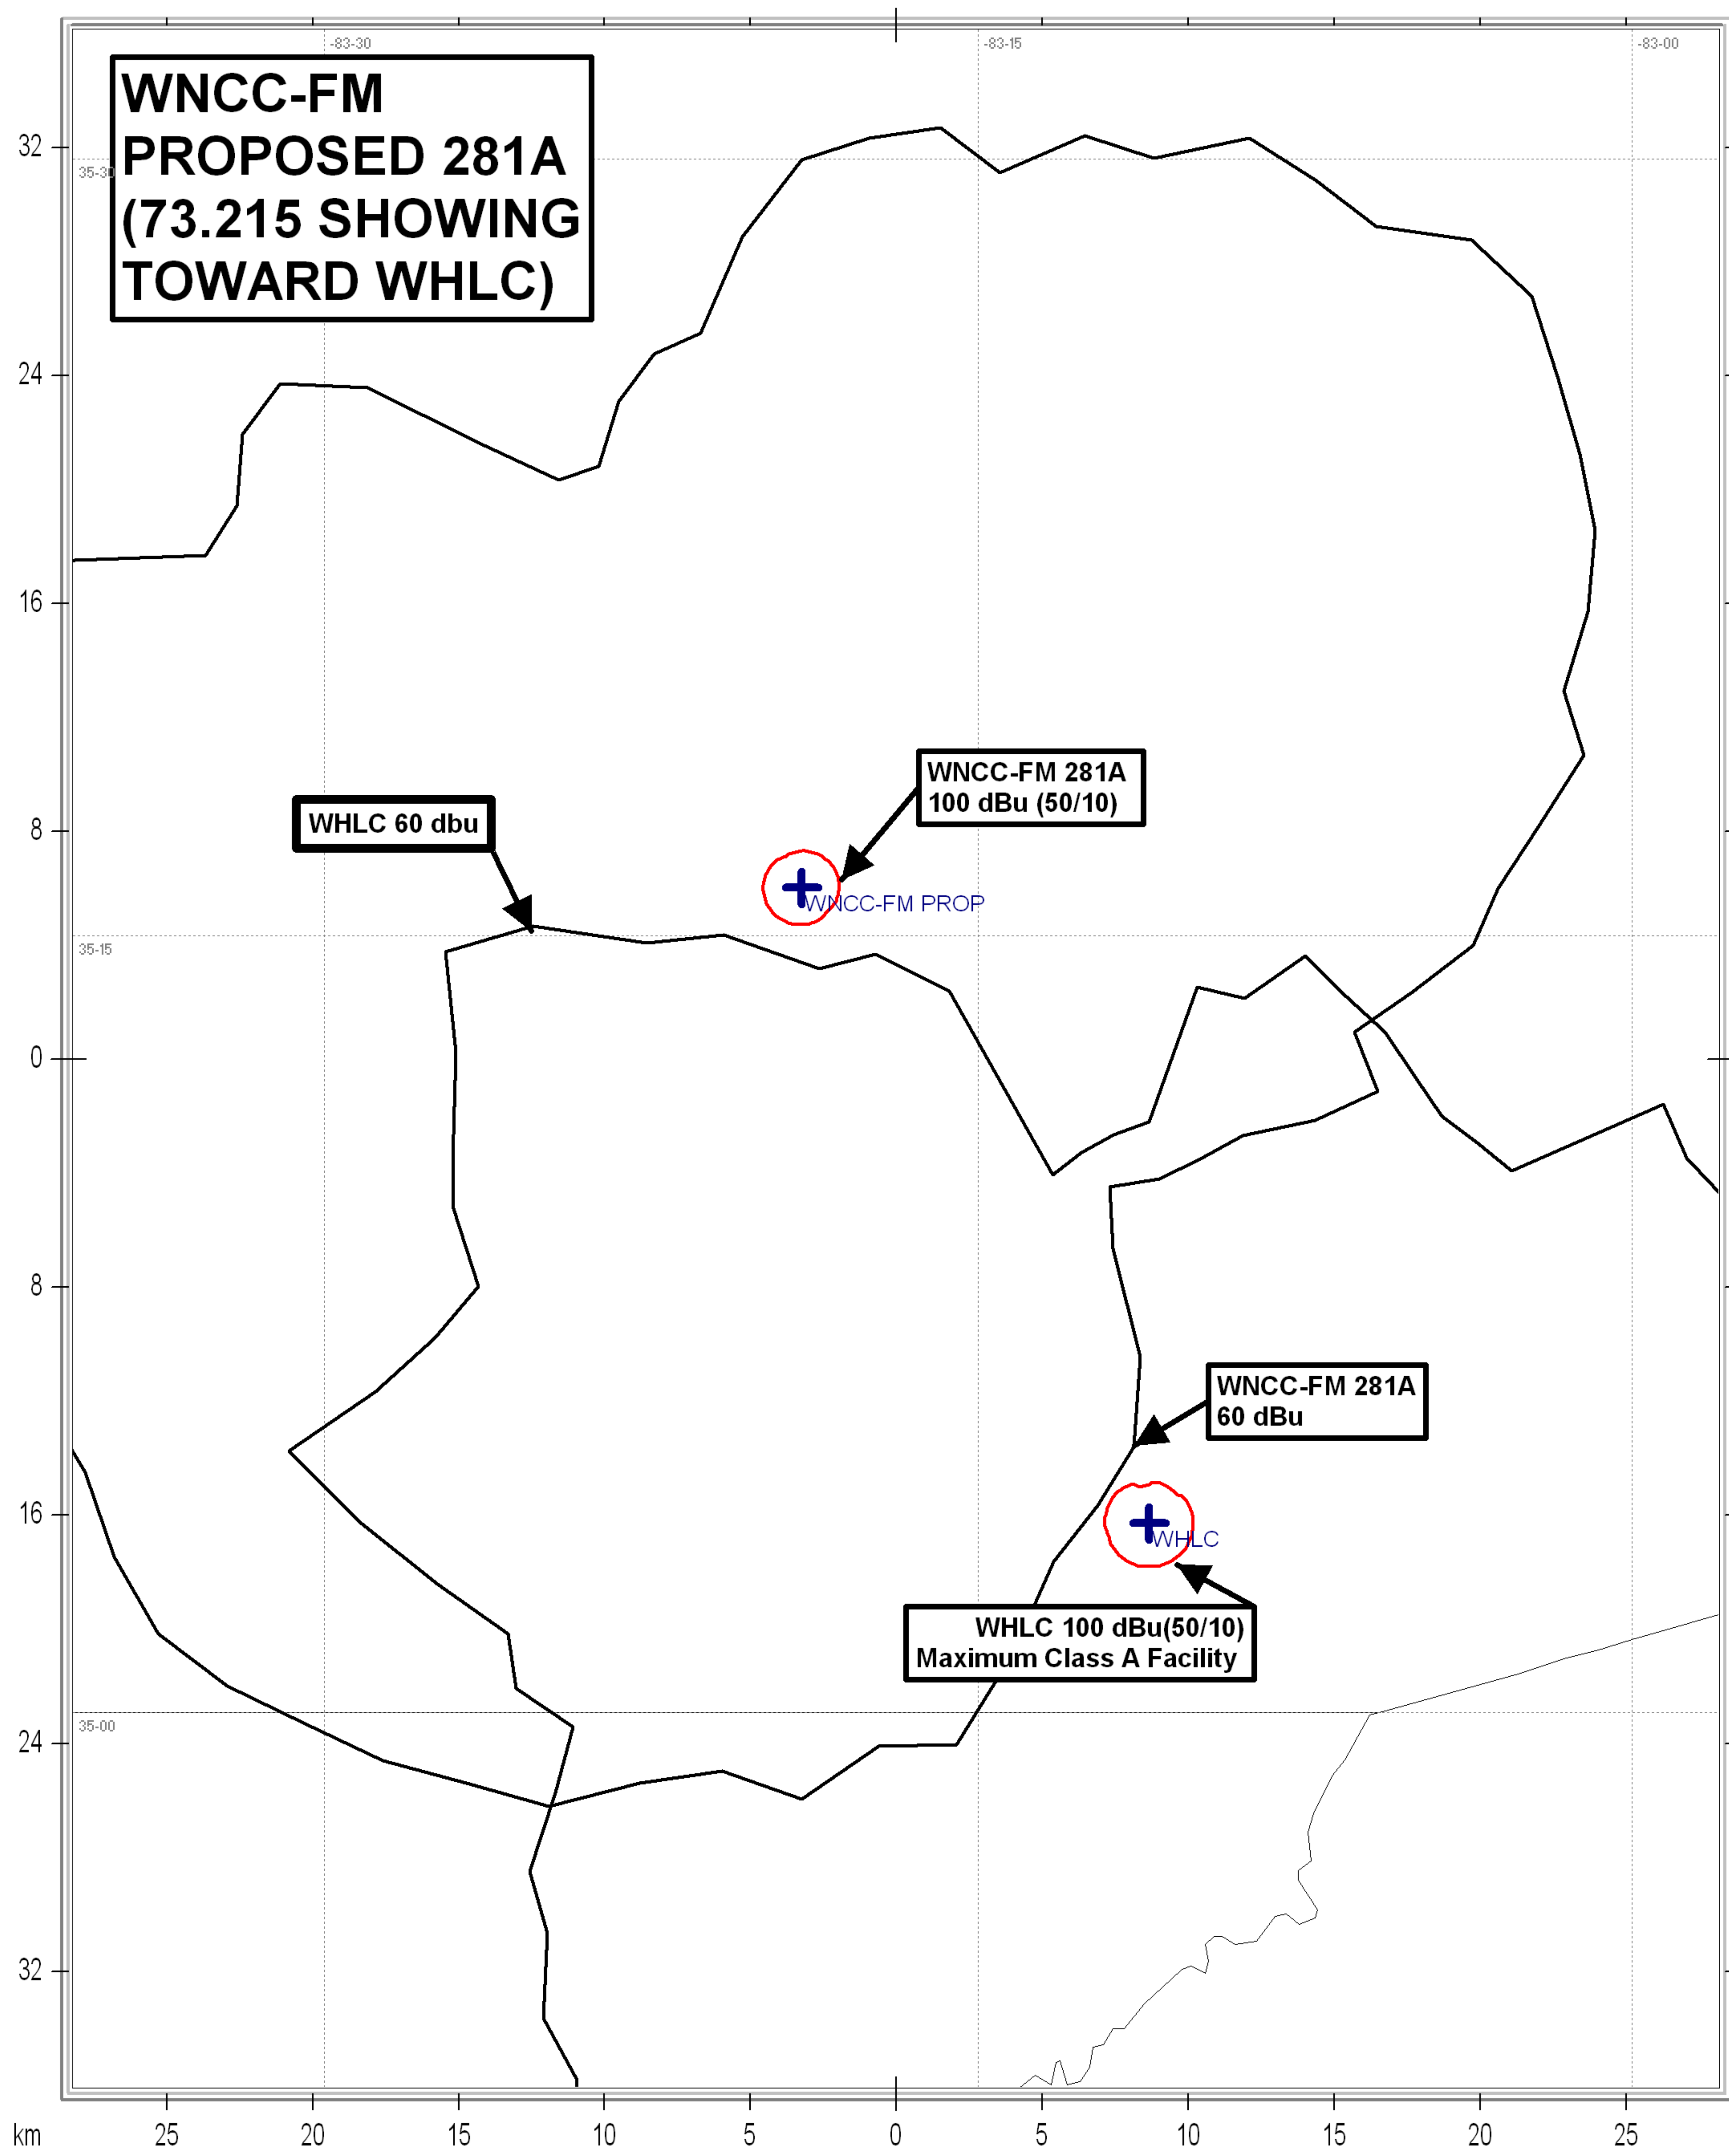 -83-30
-83-15
-83-00
WNCC-FM
PROPOSED 281A
(73.215 SHOWING
TOWARD WHLC)
32
35-30
24
16
WNCC-FM 281A
100 dBu (50/10)
WHLC 60 dbu
8
WNCC-FM PROP
35-15
0
8
WNCC-FM 281A
60 dBu
16
WHLC
WHLC 100 dBu(50/10)
Maximum Class A Facility
35-00
24
32
km 25 20 15 10 5 0 5 10 15 20 25